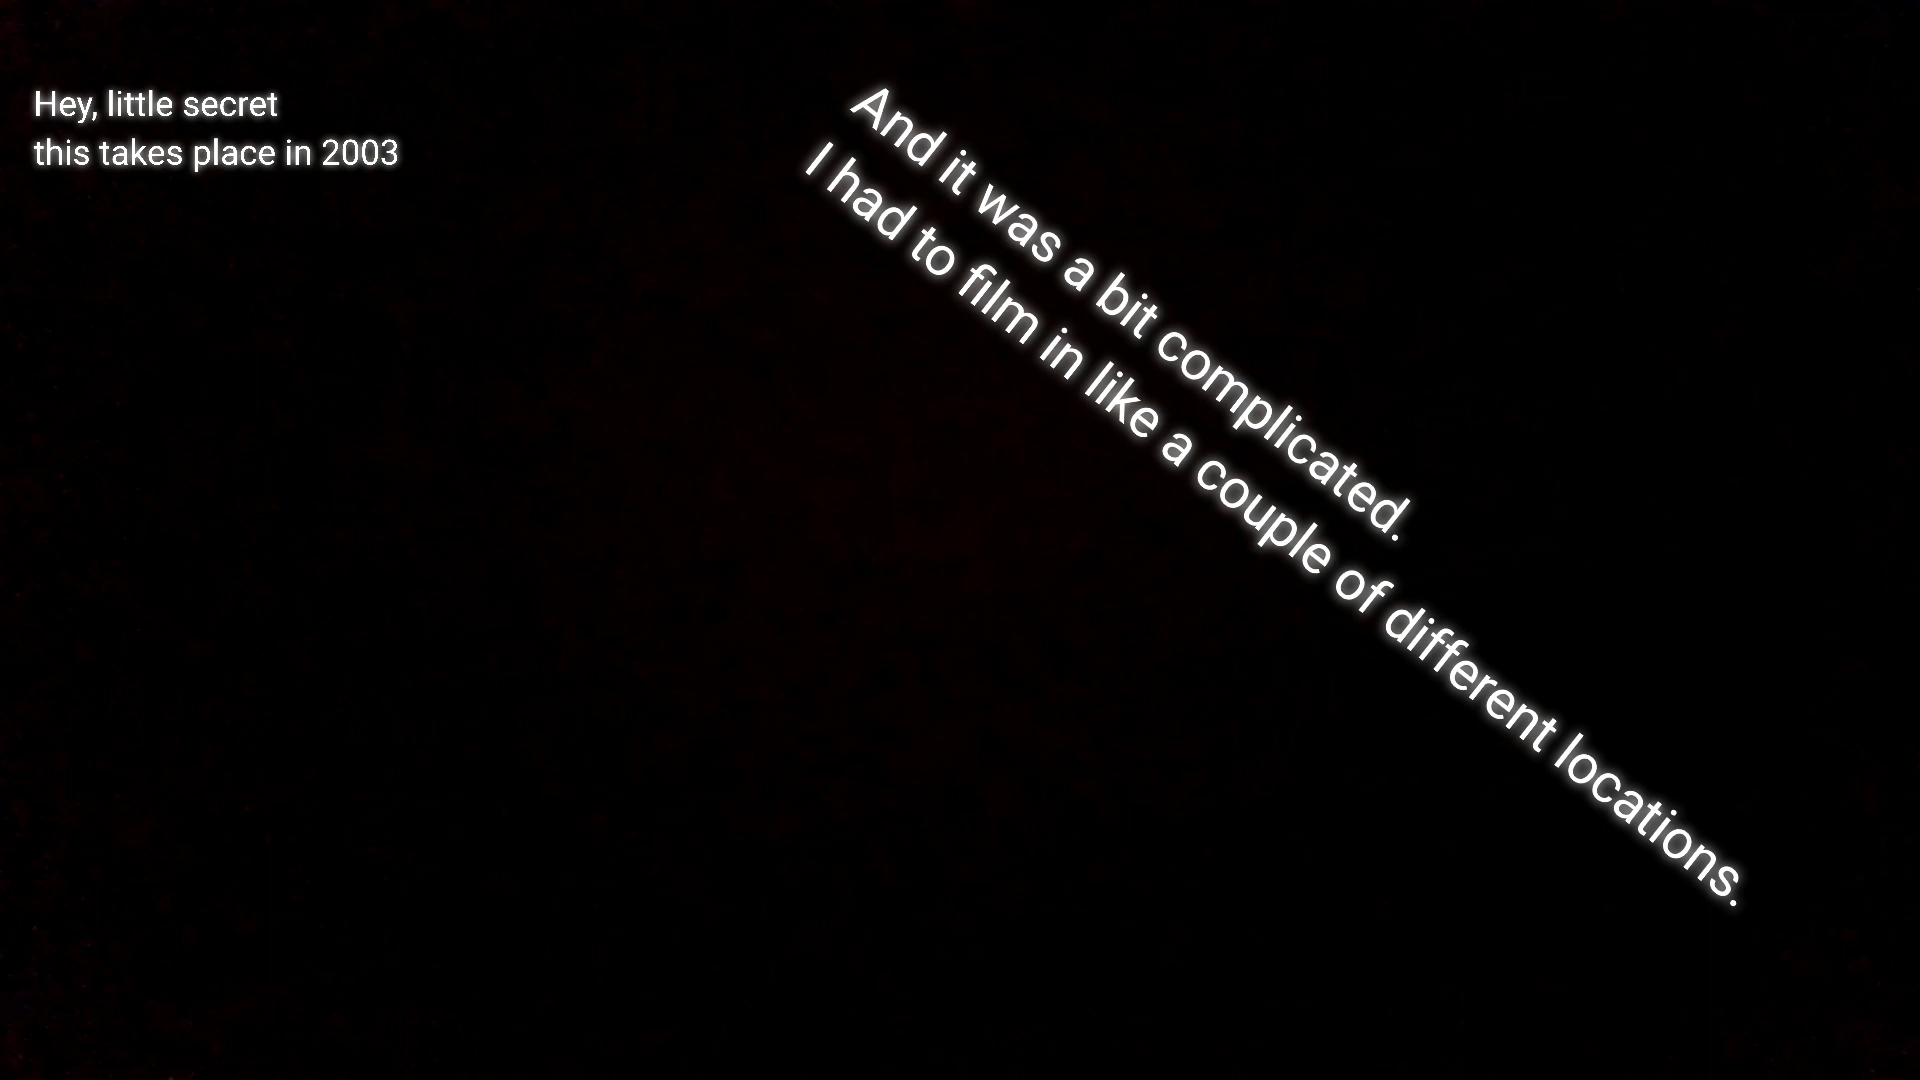 Hey, little secret
this takes place in 2003
And it was a bit complicated.
I had to film in like a couple of different locations.